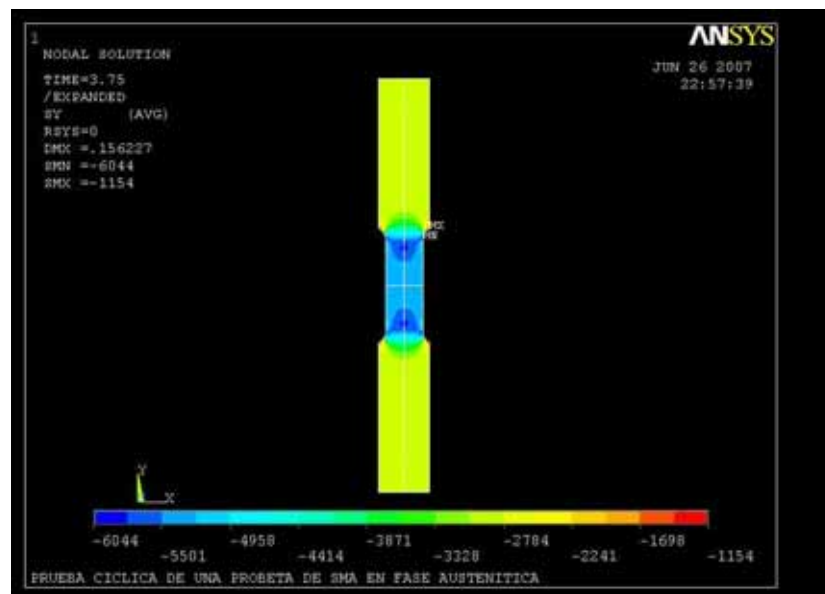 1
ANSYS
NODAL SOLUTION
JUN 26 2007
22:57:39
TIME=3.75
/EXPANDED
SY (AVG)
RSYS=0
DMX =.156227
SMN =-6044
SMX =-1154
MX
MN
Y
X
-6044 -4958 -3871 -2784 -1698
-5501 -4414 -3328 -2241 -1154
PRUEBA CICLICA DE UNA PROBETA DE SMA EN FASE AUSTENITICA